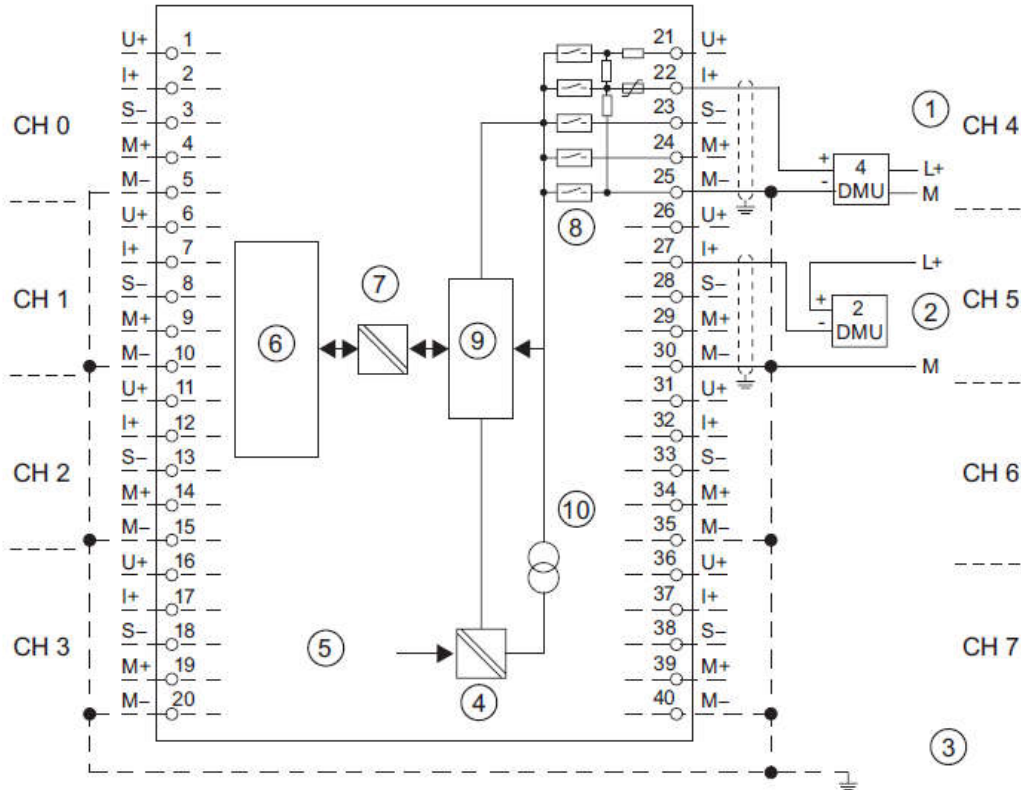 CH 0
U+ 1
I+ 2
S– 3
M+ 4
M– 5
CH 1
U+ 6
I+ 7
S– 8
M+ 9
M– 10
CH 2
U+ 11
I+ 12
S– 13
M+ 14
M– 15
CH 3
U+ 16
I+ 17
S– 18
M+ 19
M– 20
6
7
9
8
10
5
4
21 U+
22 I+
23 S–
24 M+
25 M–
26 U+
27 I+
28 S–
29 M+
30 M–
31 U+
32 I+
33 S–
34 M+
35 M–
36 U+
37 I+
38 S–
39 M+
40 M–
1
CH 4
+ 4 L+
- DMU M
L+
2
CH 5
+ 2
- DMU
M
CH 6
CH 7
3